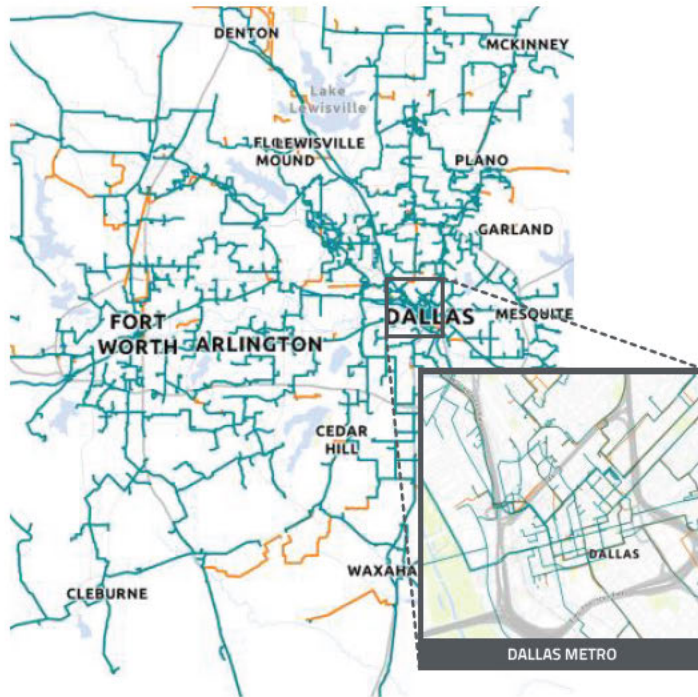 DENTON
MCKINNEY
Lake
Lewisville
FL LEWISVILLE
MOUND
PLANO
GARLAND
DALLAS
MESQUITE
FORT
WORTH
ARLINGTON
CEDAR
HILL
DALLAS
WAXAHA
CLEBURNE
DALLAS METRO